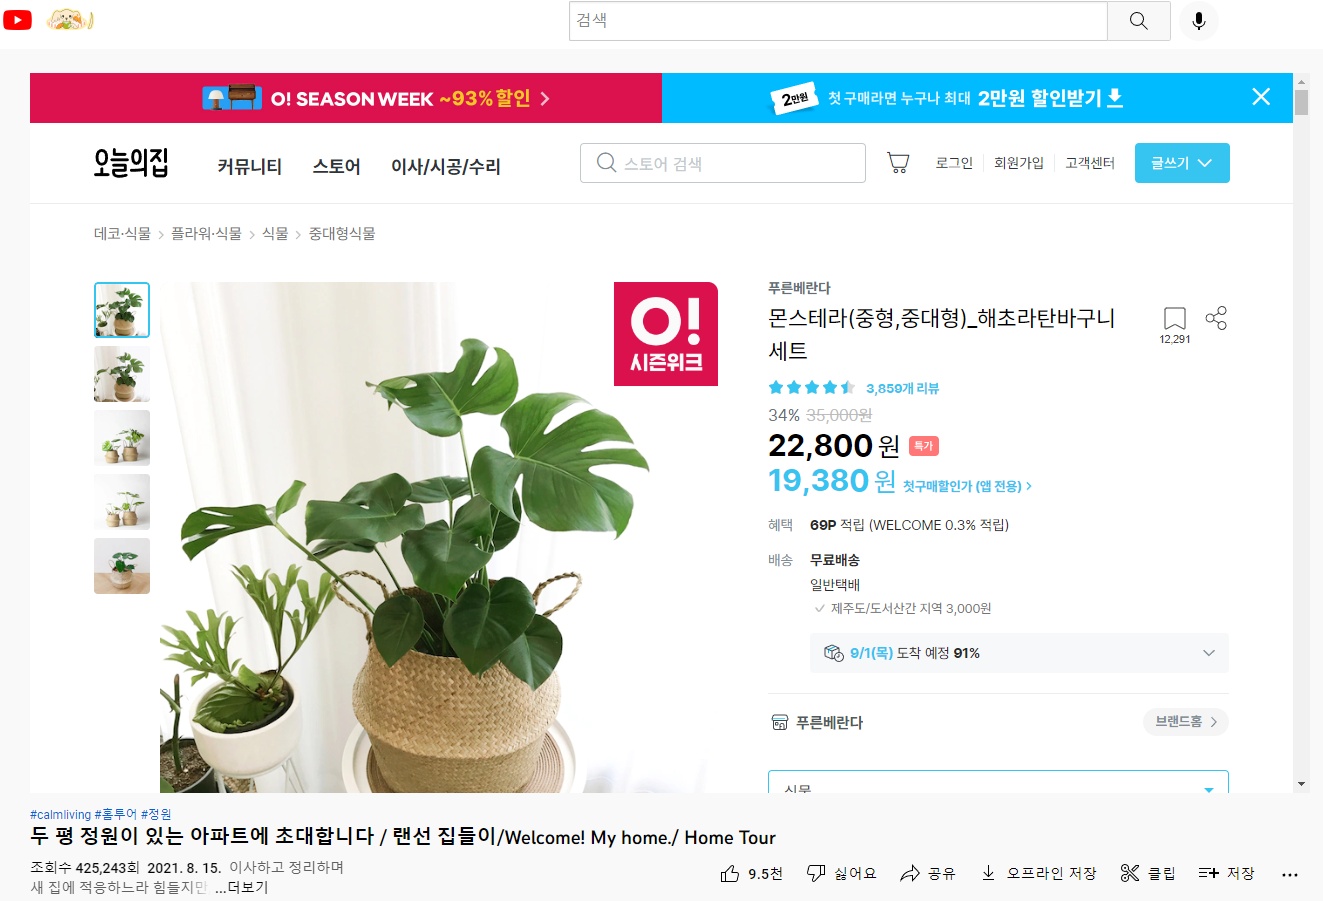 검색
O! SEASON WEEK ~93%할인
2만원 첫 구매라면 누구나 최대 2만원 할인받기
오늘의집 커뮤니티 스토어 이사/시공/수리
스토어 검색
로그인 회원가입 고객센터 글쓰기
데코·식물 > 플라워·식물 > 식물 > 중대형식물
O!
시즌위크
푸른베란다
몬스테라(중형,중대형)_해초라탄바구니
세트
12,291
3,859개 리뷰
34% 35,000원
22,800원 특가
19,380원 첫구매할인가 (앱 전용)
혜택 69P 적립 (WELCOME 0.3% 적립)
배송 무료배송
일반택배
제주도/도서산간 지역 3,000원
9/1(목) 도착 예정 91%
푸른베란다 브랜드홈
식물
#calmliving #홈투어 #정원
두 평 정원이 있는 아파트에 초대합니다 / 랜선 집들이/Welcome! My home./ Home Tour
조회수 425,243회 2021. 8. 15. 이사하고 정리하며
새 집에 적응하느라 힘들지만 ...더보기
9.5천 싫어요 공유 오프라인 저장 클립 저장